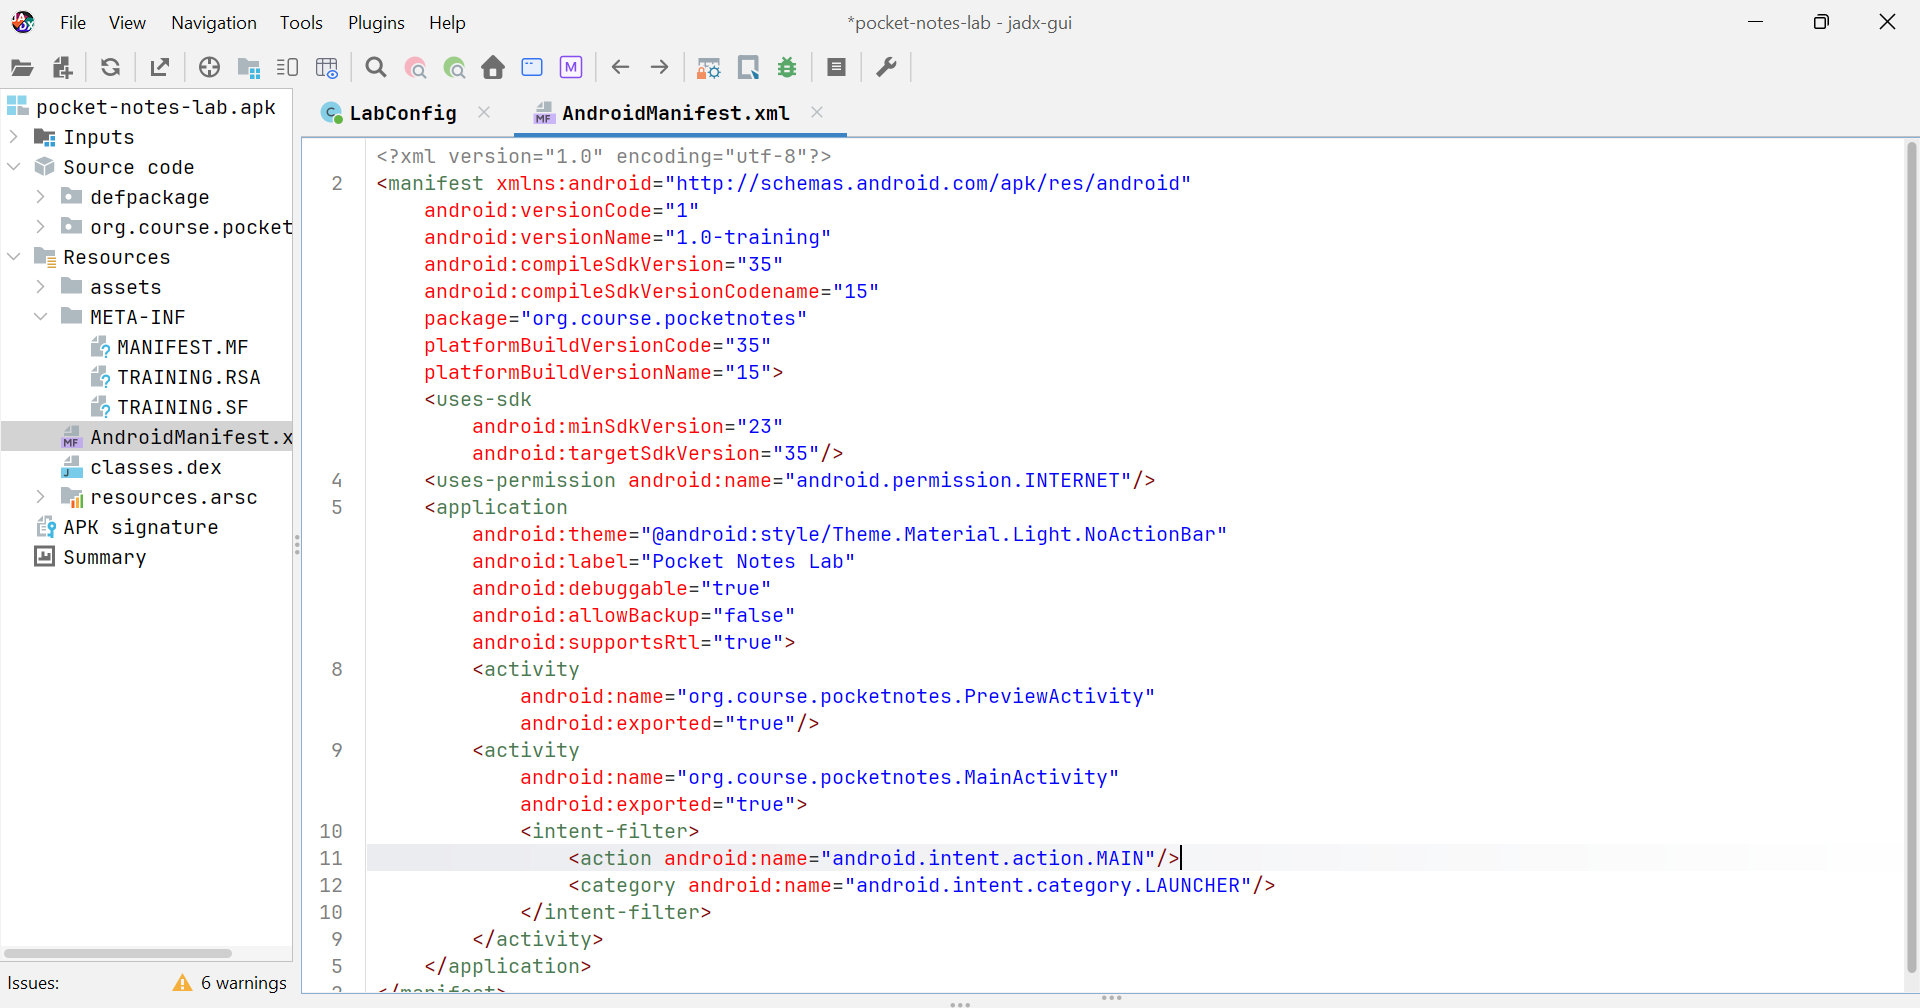 File View Navigation Tools Plugins Help
*pocket-notes-lab - jadx-gui
pocket-notes-lab.apk
Inputs
Source code
defpackage
org.course.pocket
Resources
assets
META-INF
MANIFEST.MF
TRAINING.RSA
TRAINING.SF
AndroidManifest.x
classes.dex
resources.arsc
APK signature
Summary
Issues: 6 warnings
LabConfig
AndroidManifest.xml
<?xml version="1.0" encoding="utf-8"?>
2 <manifest xmlns:android="http://schemas.android.com/apk/res/android"
android:versionCode="1"
android:versionName="1.0-training"
android:compileSdkVersion="35"
android:compileSdkVersionCodename="15"
package="org.course.pocketnotes"
platformBuildVersionCode="35"
platformBuildVersionName="15">
<uses-sdk
android:minSdkVersion="23"
android:targetSdkVersion="35"/>
4 <uses-permission android:name="android.permission.INTERNET"/>
5 <application
android:theme="@android:style/Theme.Material.Light.NoActionBar"
android:label="Pocket Notes Lab"
android:debuggable="true"
android:allowBackup="false"
android:supportsRtl="true">
8 <activity
android:name="org.course.pocketnotes.PreviewActivity"
android:exported="true"/>
9 <activity
android:name="org.course.pocketnotes.MainActivity"
android:exported="true">
10 <intent-filter>
11 <action android:name="android.intent.action.MAIN"/>
12 <category android:name="android.intent.category.LAUNCHER"/>
10 </intent-filter>
9 </activity>
5 </application>
2 </manifest>